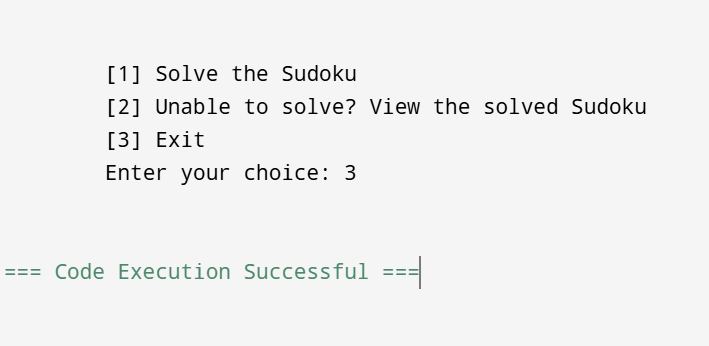 [1] Solve the Sudoku
[2] Unable to solve? View the solved Sudoku
[3] Exit
Enter your choice: 3
=== Code Execution Successful ===